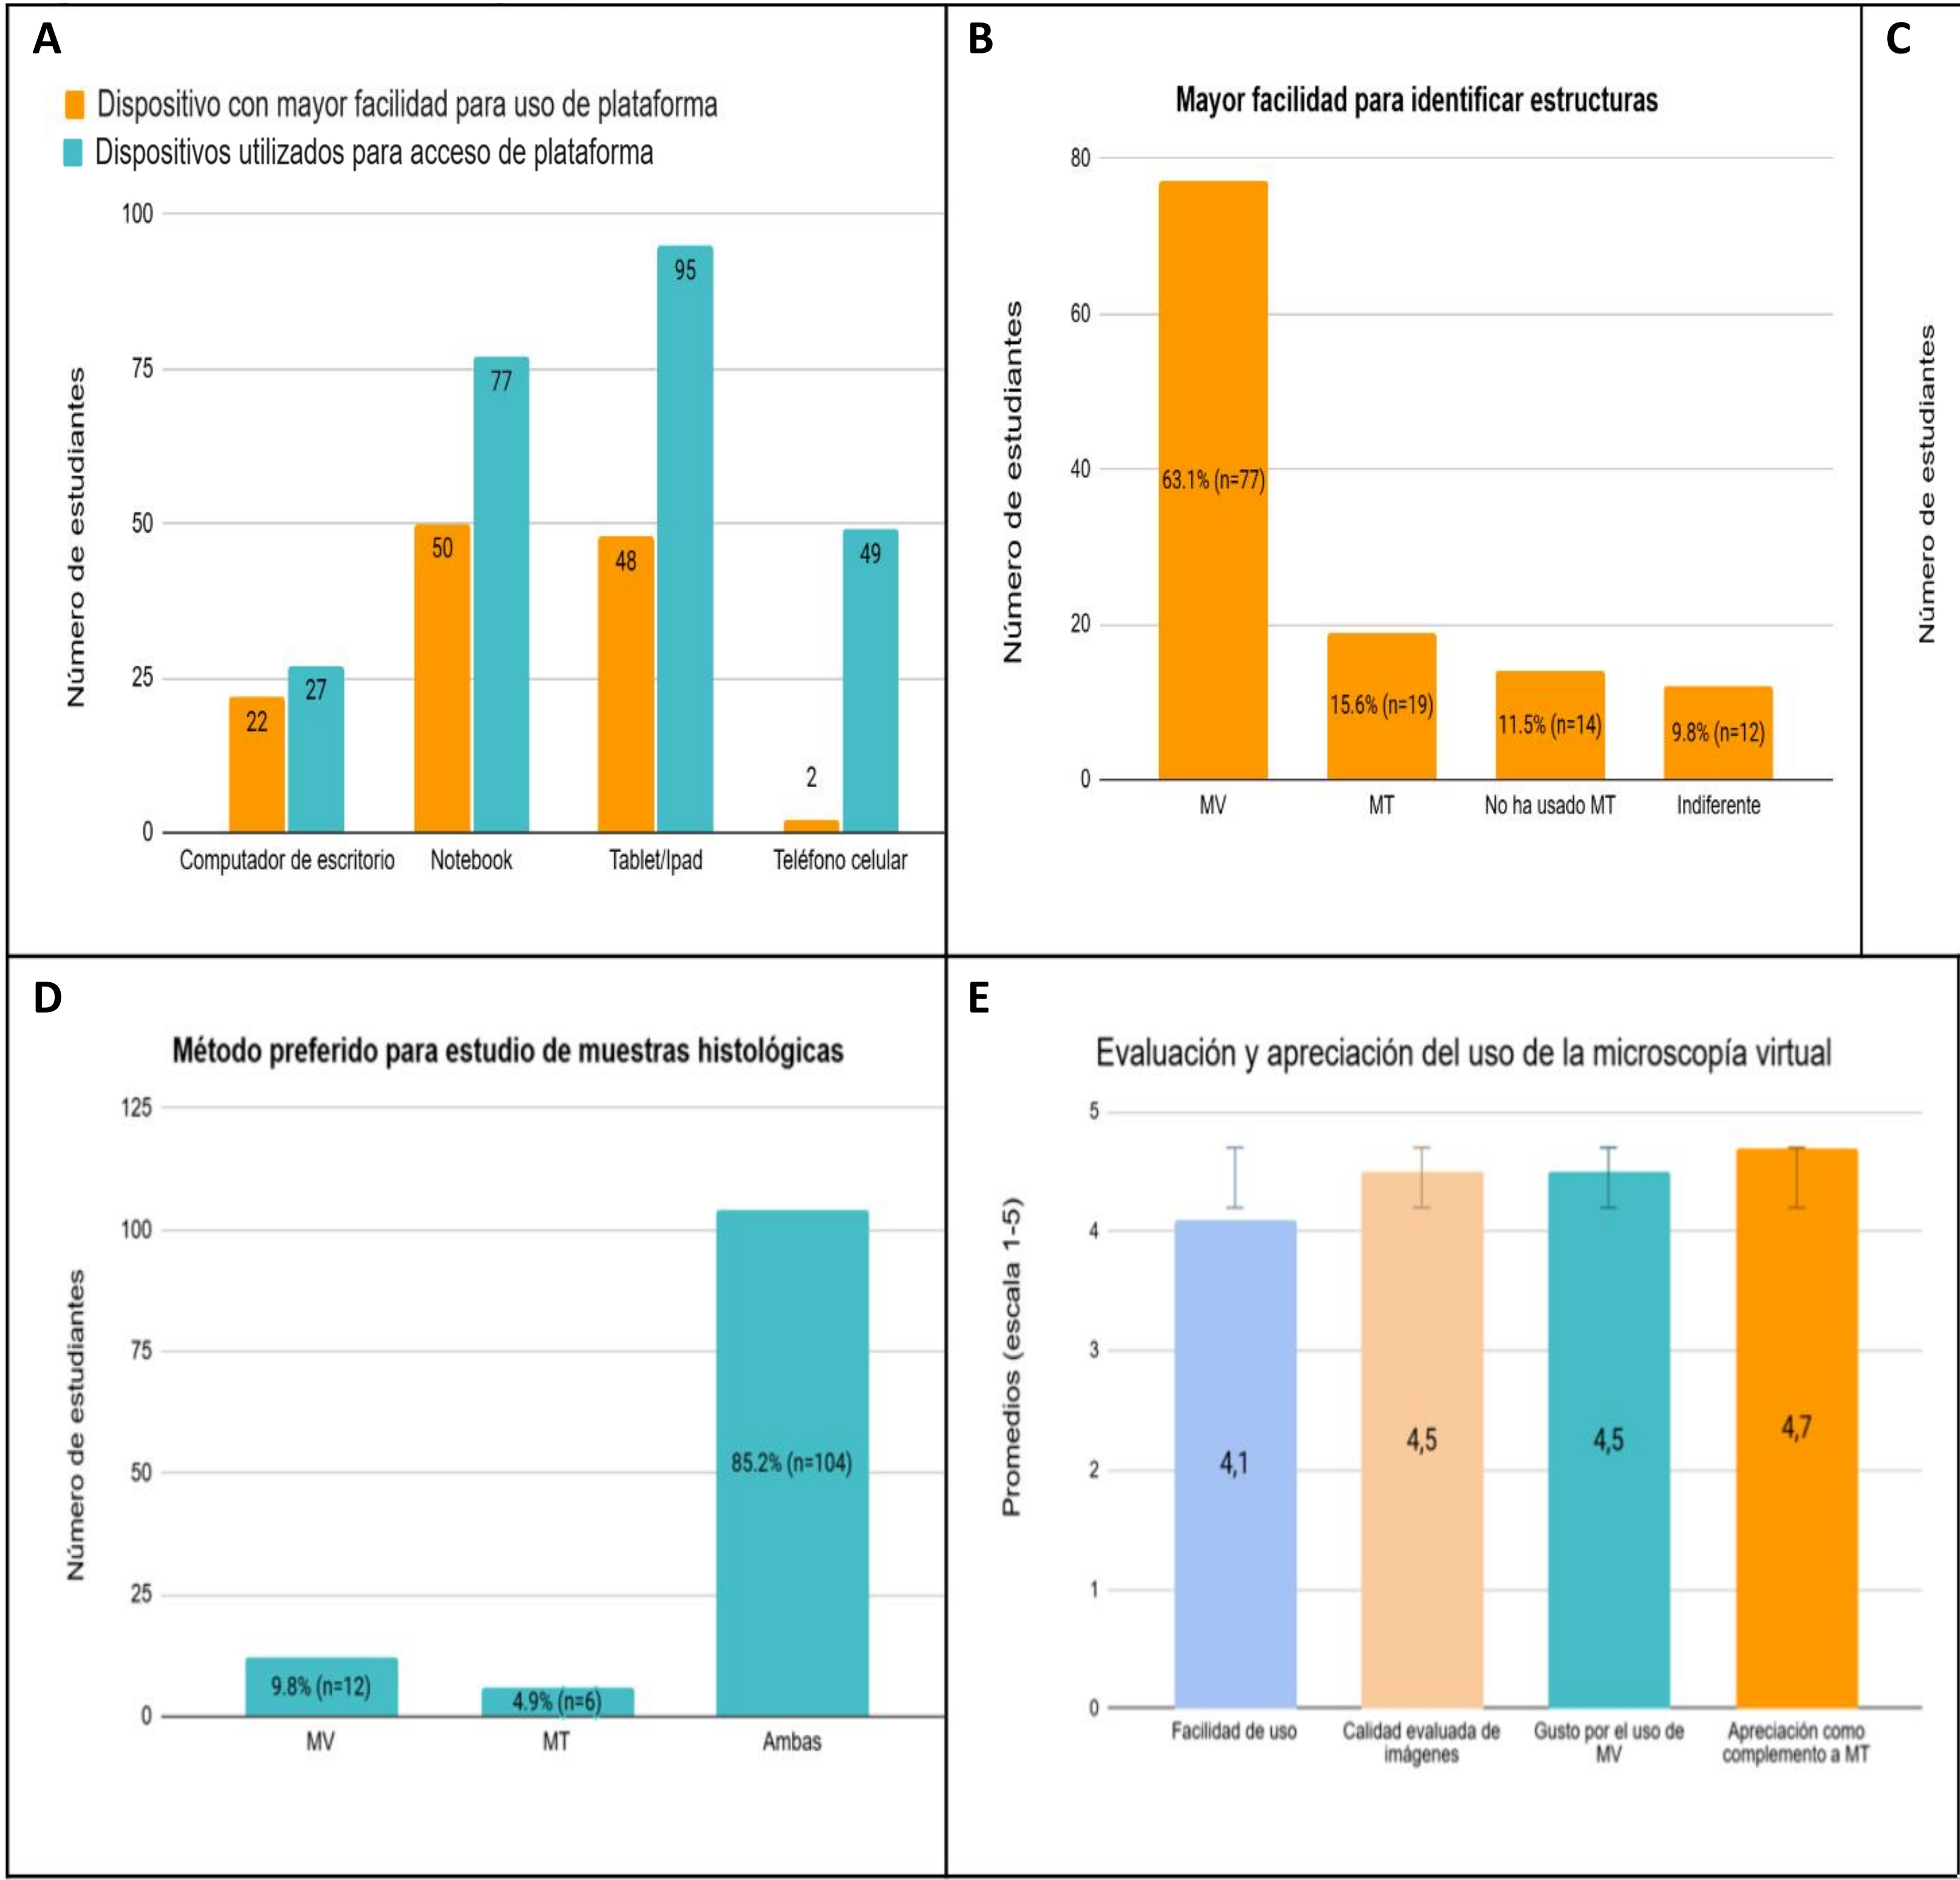 A
Dispositivo con mayor facilidad para uso de plataforma
Dispositivos utilizados para acceso de plataforma
Número de estudiantes
100
75
50
25
0
22
27
50
77
48
95
2
49
Computador de escritorio
Notebook
Tablet/Ipad
Teléfono celular
B
Mayor facilidad para identificar estructuras
Número de estudiantes
80
60
40
20
0
63.1% (n=77)
15.6% (n=19)
11.5% (n=14)
9.8% (n=12)
MV
MT
No ha usado MT
Indiferente
C
Número de estudiantes
D
Método preferido para estudio de muestras histológicas
Número de estudiantes
125
100
75
50
25
0
9.8% (n=12)
4.9% (n=6)
85.2% (n=104)
MV
MT
Ambas
E
Evaluación y apreciación del uso de la microscopía virtual
Promedios (escala 1-5)
5
4
3
2
1
0
4,1
4,5
4,5
4,7
Facilidad de uso
Calidad evaluada de
imágenes
Gusto por el uso de
MV
Apreciación como
complemento a MT